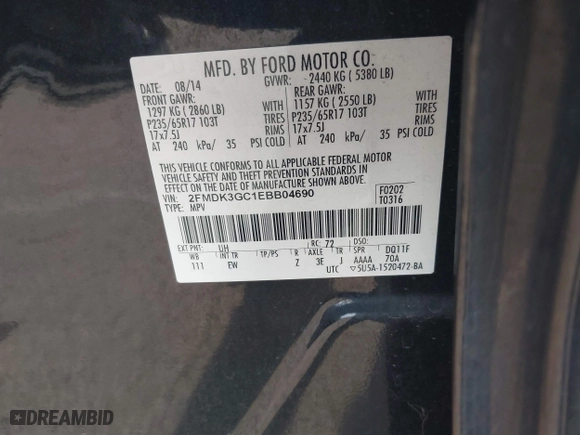 MFD. BY FORD MOTOR CO.
DATE: 08/14 GVWR: 2440 KG ( 5380 LB)
FRONT GAWR: REAR GAWR:
1297 KG ( 2860 LB) WITH 1157 KG ( 2550 LB) WITH
P235/65R17 103T TIRES P235/65R17 103T TIRES
17x7.5J RIMS 17x7.5J RIMS
AT 240 kPa/ 35 PSI COLD AT 240 kPa/ 35 PSI COLD
THIS VEHICLE CONFORMS TO ALL APPLICABLE FEDERAL MOTOR
VEHICLE SAFETY AND THEFT PREVENTION STANDARDS IN EFFECT
ON THE DATE OF MANUFACTURE SHOWN ABOVE.
VIN: 2FMDK3GC1EBB04690 F0202
TYPE: MPV T0316
EXT PNT: UH RC: 72 DSO:
WB INT TR TP/PS R AXLE TR SPR DQ11F
111 EW Z 3E J AAAA 70A
UTC 5U5A-1520472-BA
DREAMBID